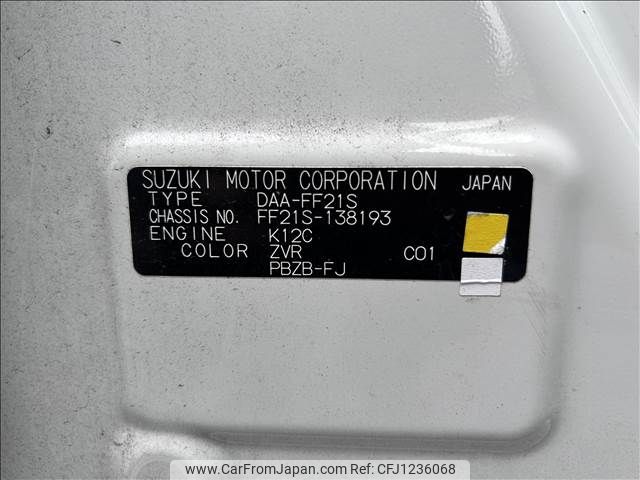 SUZUKI MOTOR CORPORATION JAPAN
TYPE DAA-FF21S
CHASSIS NO. FF21S-138193
ENGINE K12C
COLOR ZVR C01
PBZB-FJ
www.CarFromJapan.com | Ref No. CFJ1236068